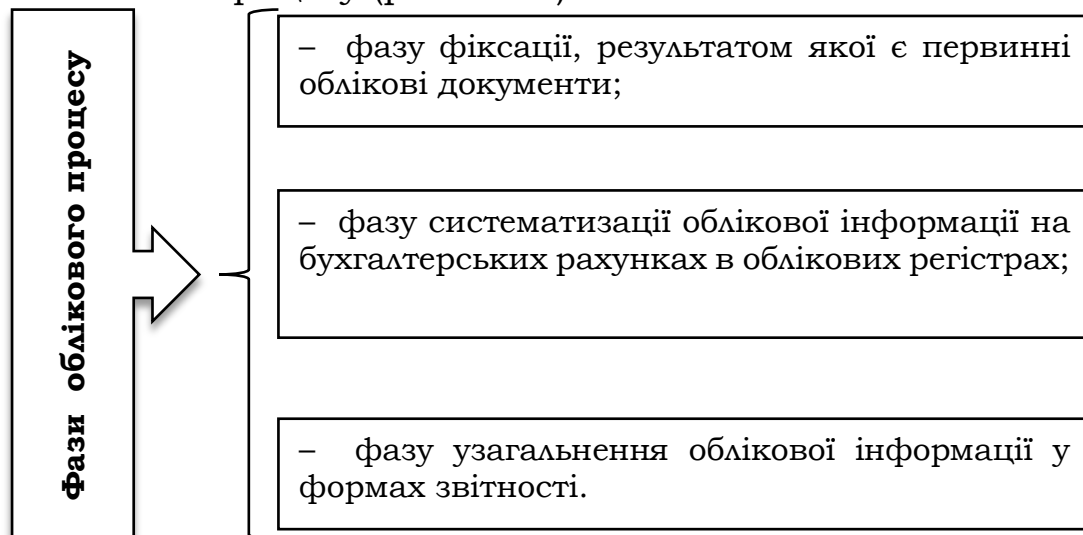 Фази облікового процесу
– фазу фіксації, результатом якої є первинні
облікові документи;
– фазу систематизації облікової інформації на
бухгалтерських рахунках в облікових регістрах;
– фазу узагальнення облікової інформації у
формах звітності.